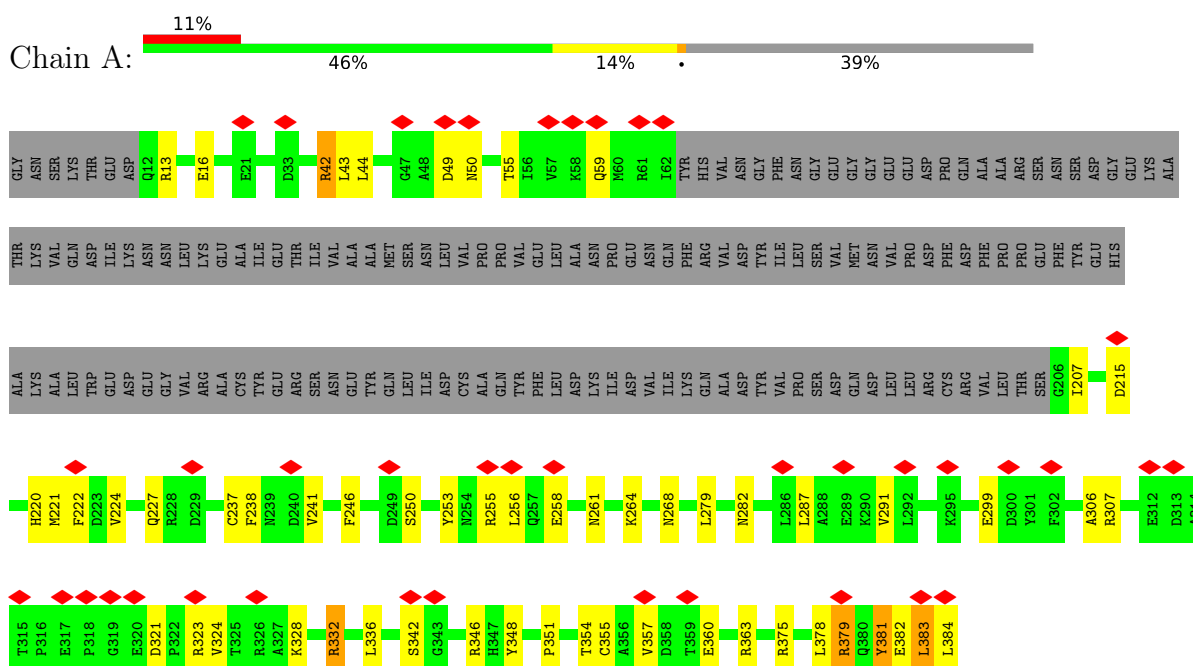 11%
Chain A:
46% 14% • 39%
GLY ASN SER LYS THR GLU ASP Q12 R13 E16 E21 D33 R42 L43 L44 G47 A48 D49 N50 T55 I56 V57 K58 Q59 M60 R61 I62 TYR HIS VAL ASN GLY PHE ASN GLY GLU GLY GLY GLU GLU ASP PRO GLN ALA ALA ARG SER ASN SER ASP GLY GLU LYS ALA
THR LYS VAL GLN ASP ILE LYS ASN ASN LEU LYS GLU ALA ILE GLU THR ILE VAL ALA ALA MET SER ASN LEU VAL PRO PRO VAL GLU LEU ALA ASN PRO GLU ASN GLN PHE ARG VAL ASP TYR ILE LEU SER VAL MET ASN VAL PRO ASP PHE ASP PHE PRO PRO GLU PHE TYR GLU HIS
ALA LYS ALA LEU TRP GLU ASP GLU GLY VAL ARG ALA CYS TYR GLU ARG SER ASN GLU TYR GLN LEU ILE ASP CYS ALA GLN TYR PHE LEU ASP LYS ILE ASP VAL ILE LYS GLN ALA ASP TYR VAL PRO SER ASP GLN ASP LEU LEU ARG CYS ARG VAL LEU THR SER G206 I207 D215
H220 M221 F222 D223 V224 Q227 R228 D229 C237 F238 N239 D240 V241 F246 D249 S250 Y253 N254 R255 L256 Q257 E258 N261 K264 N268 L279 N282 L286 L287 A288 E289 K290 V291 L292 K295 E299 D300 Y301 F302 A306 R307 E312 D313
T315 P316 E317 P318 G319 E320 D321 P322 R323 V324 T325 R326 A327 K328 R332 L336 S342 G343 R346 H347 Y348 P351 T354 C355 A356 V357 D358 T359 E360 R363 R375 L378 R379 Q380 Y381 E382 L383 L384